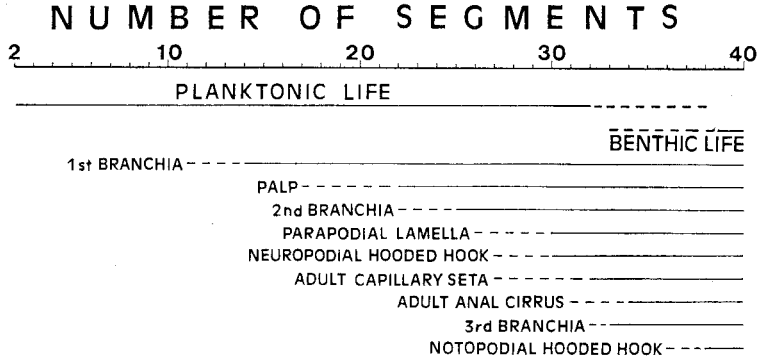 NUMBER OF SEGMENTS
2 10 20 30 40
PLANKTONIC LIFE
BENTHIC LIFE
1st BRANCHIA
PALP
2nd BRANCHIA
PARAPODIAL LAMELLA
NEUROPODIAL HOODED HOOK
ADULT CAPILLARY SETA
ADULT ANAL CIRRUS
3rd BRANCHIA
NOTOPODIAL HOODED HOOK